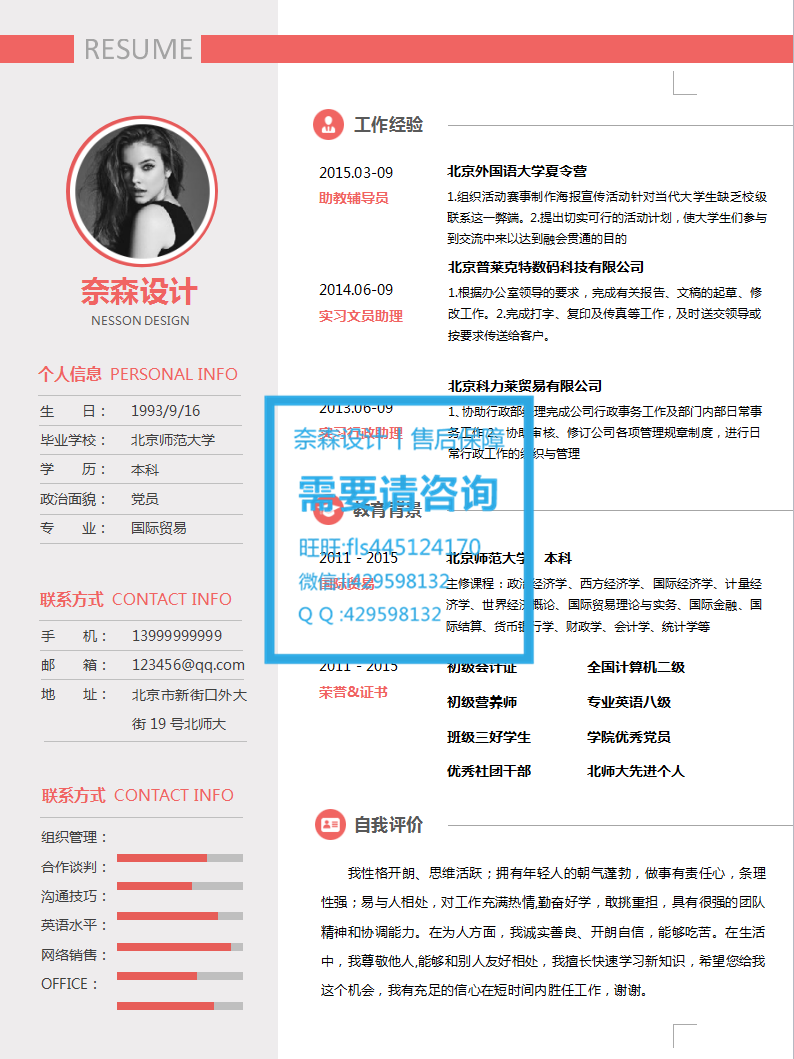 RESUME
奈森设计
NESSON DESIGN
个人信息 PERSONAL INFO
生 日： 1993/9/16
毕业学校： 北京师范大学
学 历： 本科
政治面貌： 党员
专 业： 国际贸易
联系方式 CONTACT INFO
手 机： 13999999999
邮 箱： 123456@qq.com
地 址： 北京市新街口外大
街 19 号北师大
联系方式 CONTACT INFO
组织管理：
合作谈判：
沟通技巧：
英语水平：
网络销售：
OFFICE：
工作经验
2015.03-09 北京外国语大学夏令营
助教辅导员
1.组织活动赛事制作海报宣传活动针对当代大学生缺乏校级
联系这一弊端。2.提出切实可行的活动计划，使大学生们参与
到交流中来以达到融会贯通的目的
北京普莱克特数码科技有限公司
2014.06-09
实习文员助理
1.根据办公室领导的要求，完成有关报告、文稿的起草、修
改工作。2.完成打字、复印及传真等工作，及时送交领导或
按要求传送给客户。
北京科力莱贸易有限公司
2013.06-09
实习行政助理
1、协助行政部经理完成公司行政事务工作及部门内部日常事
务工作 2、协助审核、修订公司各项管理规章制度，进行日
常行政工作的组织与管理
奈森设计丨售后保障
需要请咨询
旺旺:fls445124170
微信:li429598132
Q Q :429598132
教育背景
2011 - 2015 北京师范大学 本科
国际贸易
主修课程：政治经济学、西方经济学、国际经济学、计量经
济学、世界经济概论、国际贸易理论与实务、国际金融、国
际结算、货币银行学、财政学、会计学、统计学等
2011 - 2015 初级会计证 全国计算机二级
荣誉&证书
初级营养师 专业英语八级
班级三好学生 学院优秀党员
优秀社团干部 北师大先进个人
自我评价
我性格开朗、思维活跃；拥有年轻人的朝气蓬勃，做事有责任心，条理
性强；易与人相处，对工作充满热情,勤奋好学，敢挑重担，具有很强的团队
精神和协调能力。在为人方面，我诚实善良、开朗自信，能够吃苦。在生活
中，我尊敬他人,能够和别人友好相处，我擅长快速学习新知识，希望您给我
这个机会，我有充足的信心在短时间内胜任工作，谢谢。